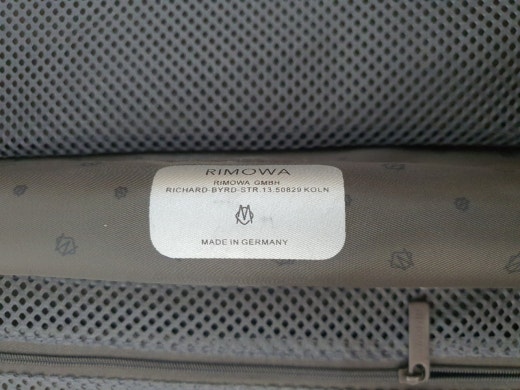 RIMOWA
RIMOWA GMBH
RICHARD-BYRD-STR.13.50829 KOLN
MADE IN GERMANY